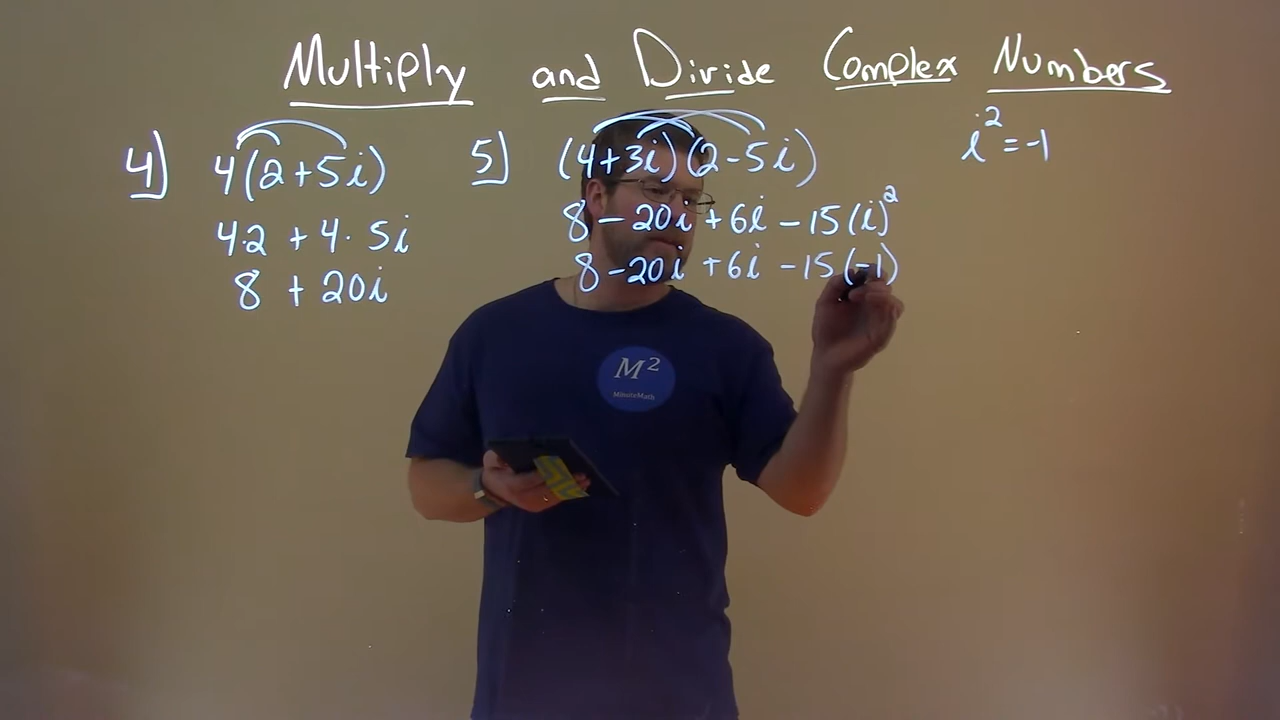 Multiply and Divide Complex Numbers
i² = -1
4) 4(2+5i)
4·2 + 4· 5i
8 + 20i
5) (4+3i)(2-5i)
8 - 20i + 6i - 15(i)²
8 - 20i + 6i - 15(-1)
M²
MinuteMath